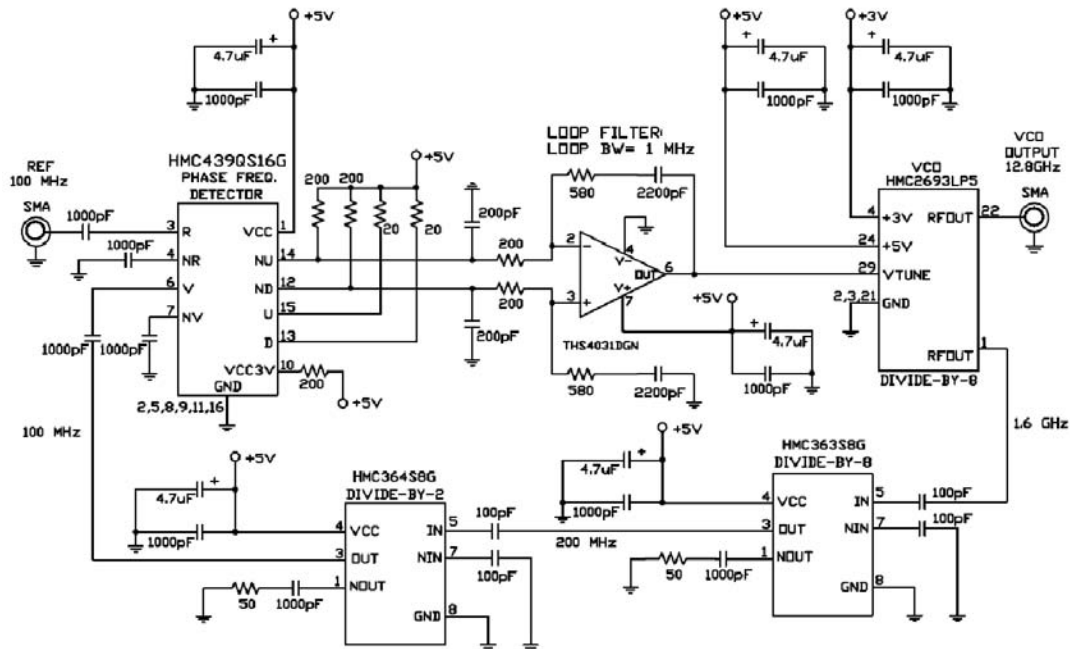 +5V
4.7uF
+
1000pF
+5V
+
4.7uF
1000pF
+3V
+
4.7uF
1000pF
REF
100 MHz
SMA
1000pF
1000pF
HMC439QS16G
PHASE FREQ.
DETECTOR
3 R
4 NR
6 V
7 NV
VCC 1
NU 14
ND 12
U 15
D 13
VCC3V 10
GND
2,5,8,9,11,16
1000pF
1000pF
200
+5V
200 200
+5V
20
20
200pF
200pF
200
200
LOOP FILTER:
LOOP BW= 1 MHz
580
2200pF
2 -
3 +
4
V-
OUT 6
V+
7
THS4031DGN
580
2200pF
+5V
+
4.7uF
1000pF
VCO
HMC2693LP5
4 +3V
24 +5V
29 VTUNE
2,3,21 GND
RFOUT 22
RFOUT 1
DIVIDE-BY-8
VCO
OUTPUT
12.8GHz
SMA
1.6 GHz
100 MHz
+5V
4.7uF
+
1000pF
HMC364S8G
DIVIDE-BY-2
4 VCC
3 OUT
1 NOUT
IN 5
NIN 7
GND 8
50
1000pF
100pF
100pF
200 MHz
+5V
4.7uF
+
1000pF
HMC363S8G
DIVIDE-BY-8
4 VCC
3 OUT
1 NOUT
IN 5
NIN 7
GND 8
50
1000pF
100pF
100pF